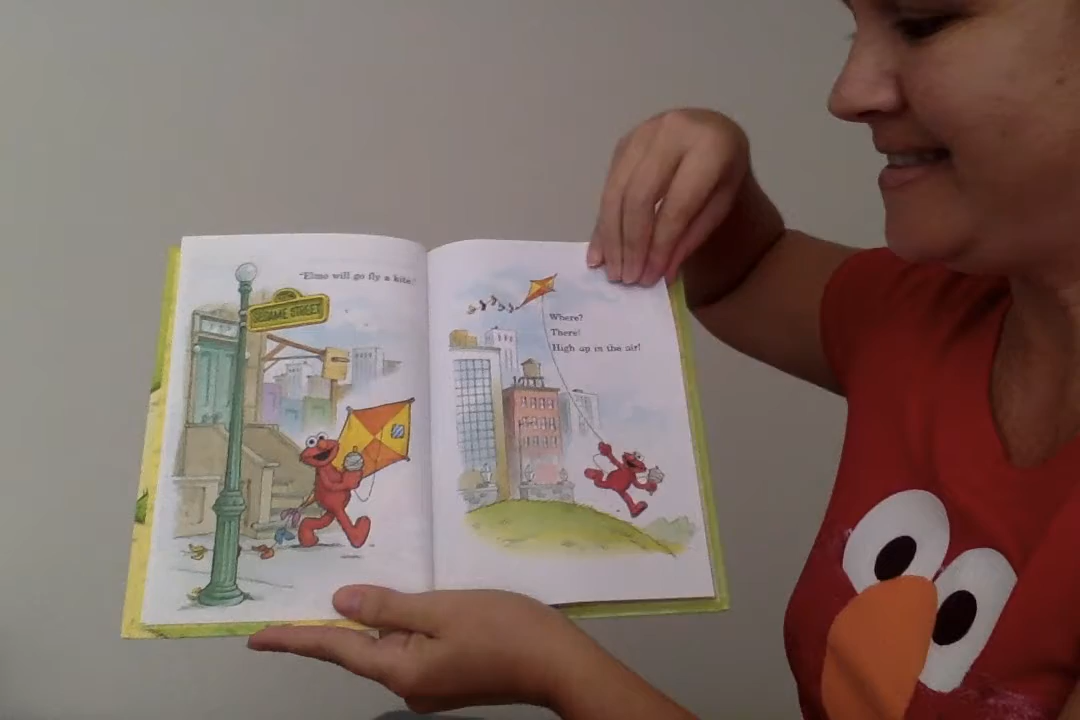 "Elmo will go fly a kite!
SESAME STREET
Where?
There!
High up in the air!